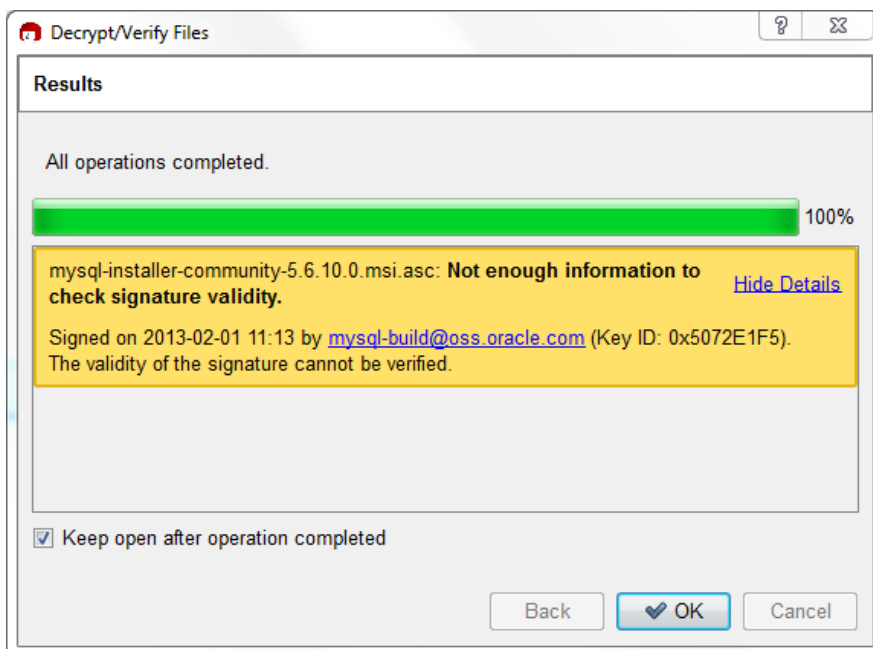 Decrypt/Verify Files
Results
All operations completed.
100%
mysql-installer-community-5.6.10.0.msi.asc: Not enough information to
check signature validity.
Hide Details
Signed on 2013-02-01 11:13 by mysql-build@oss.oracle.com (Key ID: 0x5072E1F5).
The validity of the signature cannot be verified.
Keep open after operation completed
Back
OK
Cancel